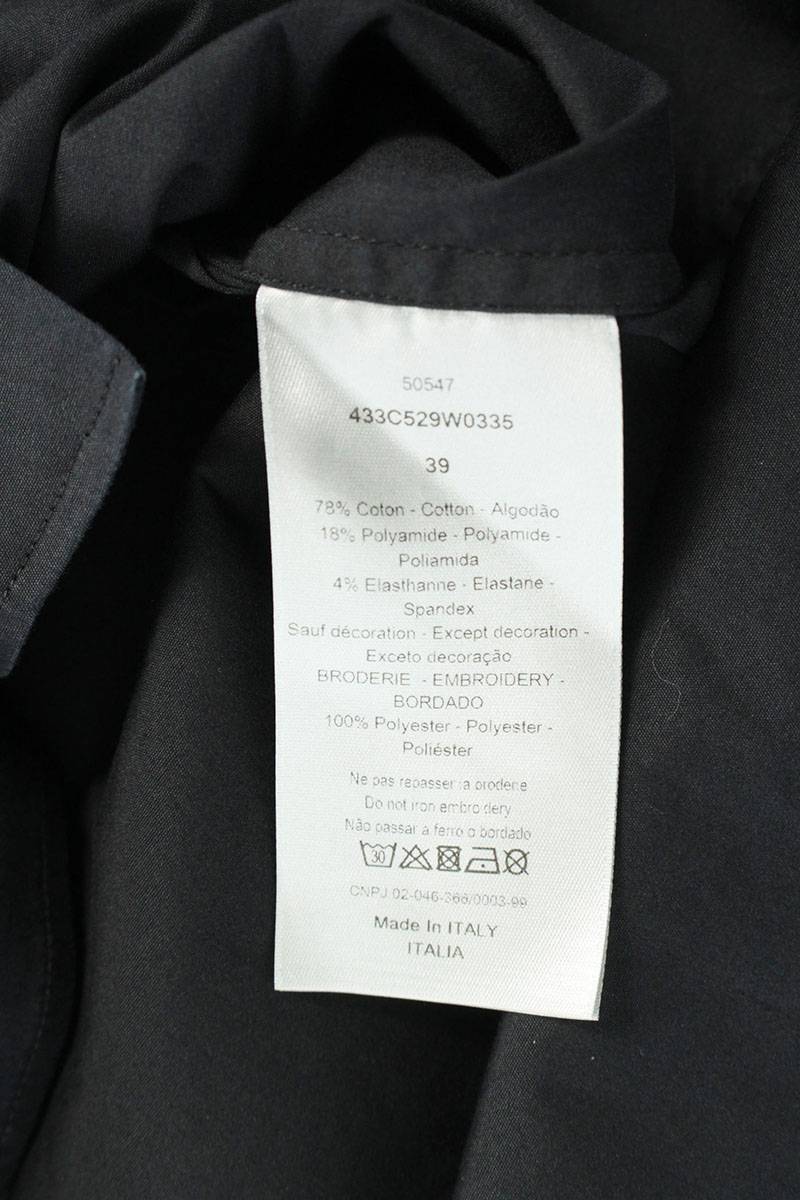 50547
433C529W0335
39
78% Coton - Cotton - Algodão
18% Polyamide - Polyamide -
Poliamida
4% Elasthanne - Elastane -
Spandex
Sauf décoration - Except decoration -
Exceto decoração
BRODERIE - EMBROIDERY -
BORDADO
100% Polyester - Polyester -
Poliéster
Ne pas repasser la broderie
Do not iron embroidery
Não passar a ferro o bordado
30
CNPJ 02-046-366/0003-99
Made In ITALY
ITALIA